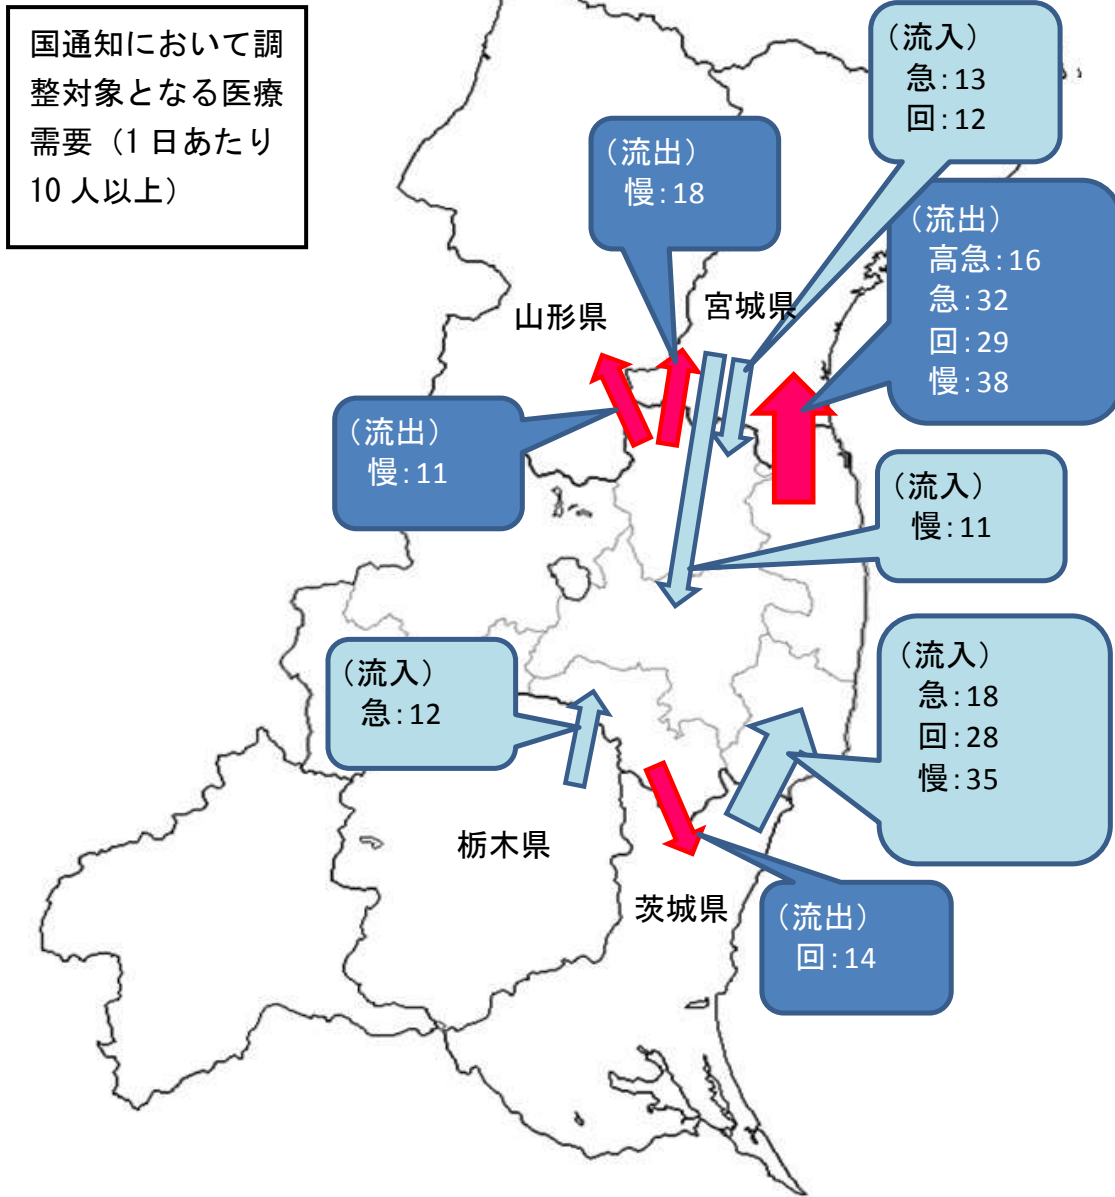 国通知において調
整対象となる医療
需要（1日あたり
10人以上）
（流入）
急：13
回：12
（流出）
慢：18
（流出）
高急：16
急：32
回：29
慢：38
山形県
宮城県
（流出）
慢：11
（流入）
慢：11
（流入）
急：12
（流入）
急：18
回：28
慢：35
栃木県
茨城県
（流出）
回：14